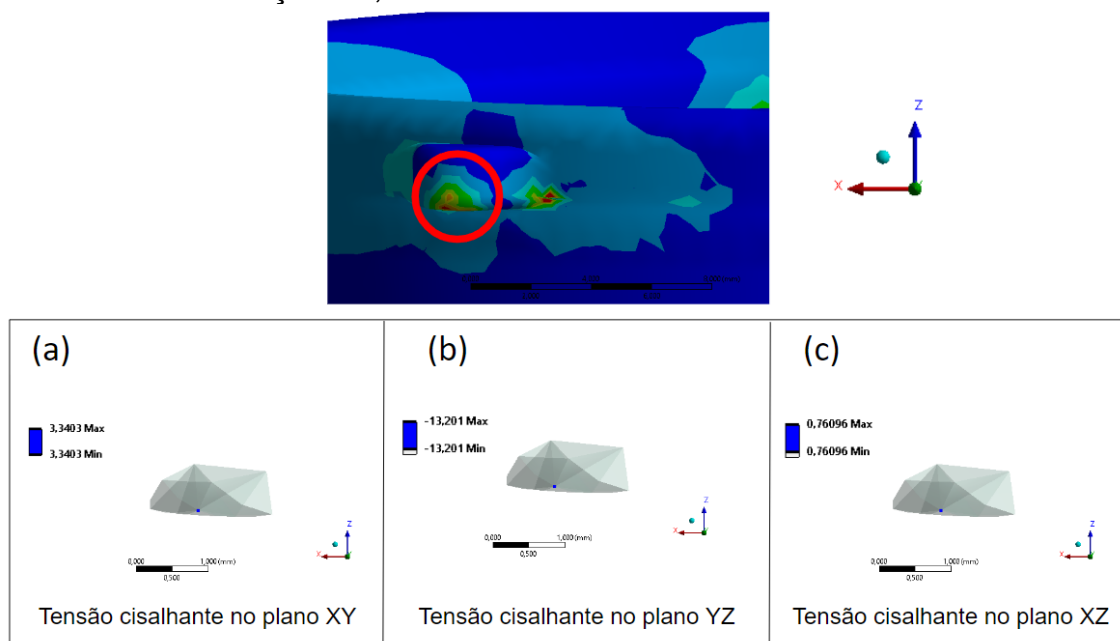 Z
X
(a)
3,3403 Max
3,3403 Min
0,000 1,000 (mm)
0,500
Z
X
Tensão cisalhante no plano XY
(b)
-13,201 Max
-13,201 Min
0,000 1,000 (mm)
0,500
Z
X
Tensão cisalhante no plano YZ
(c)
0,76096 Max
0,76096 Min
0,000 1,000 (mm)
0,500
Z
X
Tensão cisalhante no plano XZ